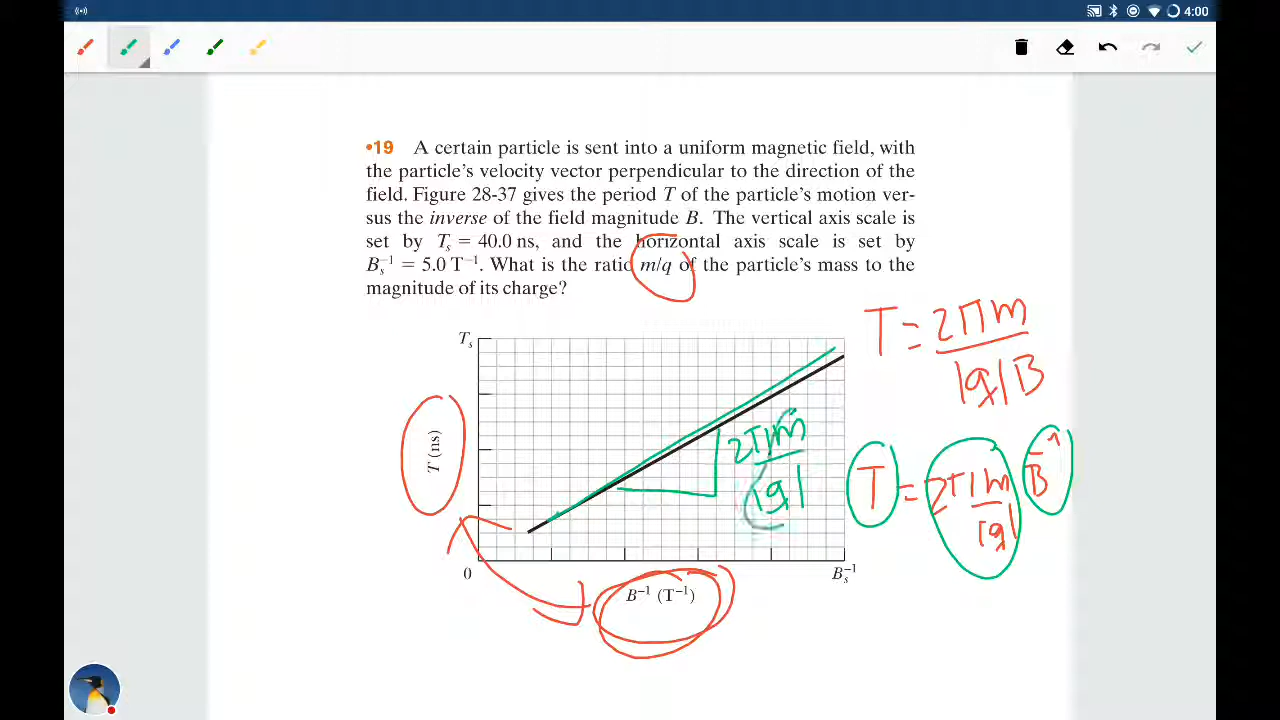 4:00
•19 A certain particle is sent into a uniform magnetic field, with
the particle's velocity vector perpendicular to the direction of the
field. Figure 28-37 gives the period T of the particle's motion ver-
sus the inverse of the field magnitude B. The vertical axis scale is
set by Ts = 40.0 ns, and the horizontal axis scale is set by
Bs⁻¹ = 5.0 T⁻¹. What is the ratio m/q of the particle's mass to the
magnitude of its charge?
T = 2πm
|q|B
Ts
T (ns)
2πm
|q|
T = 2πm B⁻¹
|q|
0
Bs⁻¹
B⁻¹ (T⁻¹)